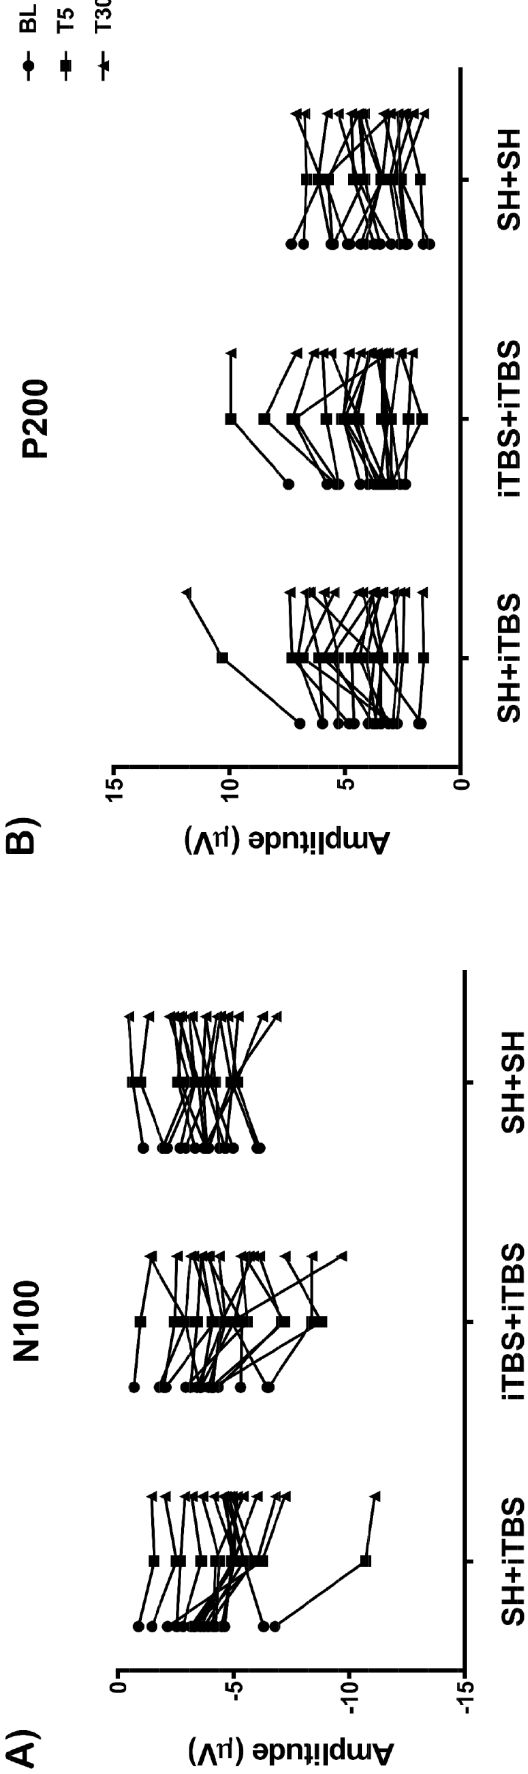 A)
N100
Amplitude (μV)
0
-5
-10
-15
SH+iTBS
iTBS+iTBS
SH+SH
B)
P200
Amplitude (μV)
15
10
5
0
SH+iTBS
iTBS+iTBS
SH+SH
BL
T5
T30